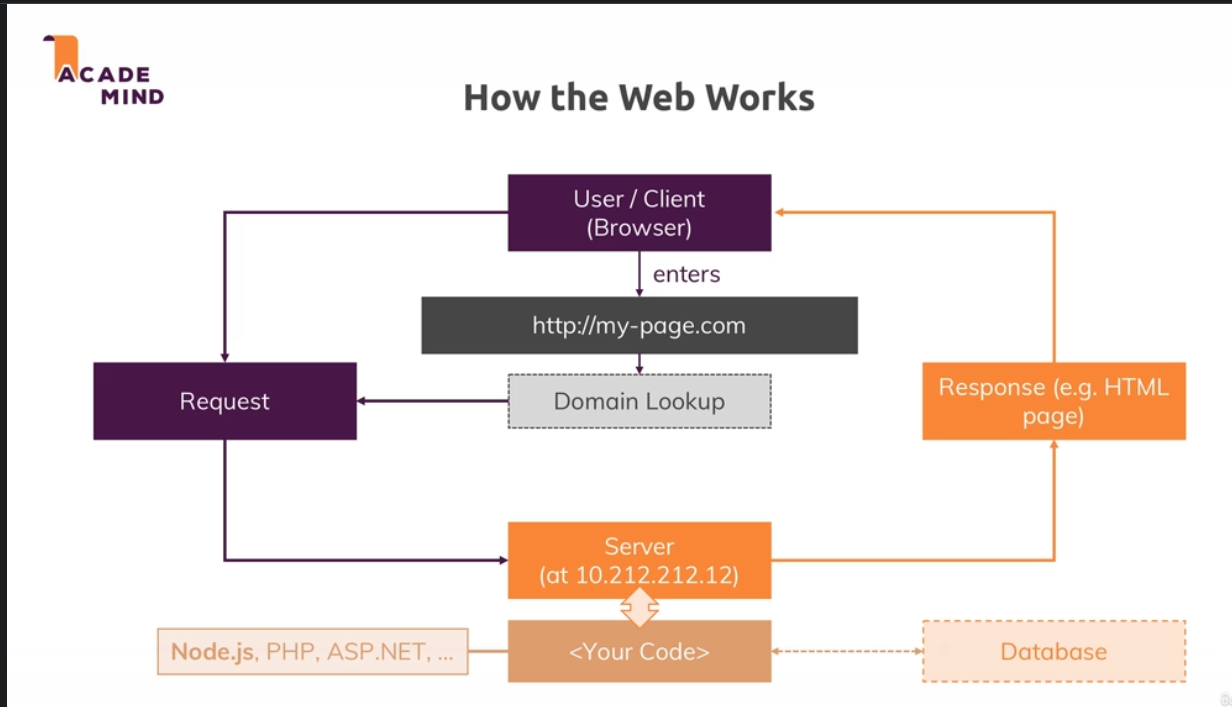 ACADE
MIND
How the Web Works
User / Client
(Browser)
enters
http://my-page.com
Request
Domain Lookup
Response (e.g. HTML
page)
Server
(at 10.212.212.12)
Node.js, PHP, ASP.NET, ...
<Your Code>
Database